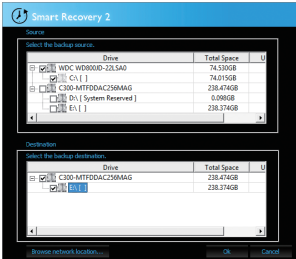 Smart Recovery 2
Source
Select the backup source.
Drive Total Space U
WDC WD800JD-22LSA0 74.530GB
C:\ [ ] 74.015GB
C300-MTFDDAC256MAG 238.474GB
D:\ [ System Reserved ] 0.098GB
E:\ [ ] 238.374GB
Destination
Select the backup destination.
Drive Total Space U
C300-MTFDDAC256MAG 238.474GB
E:\ [ ] 238.374GB
Browse network location... Ok Cancel